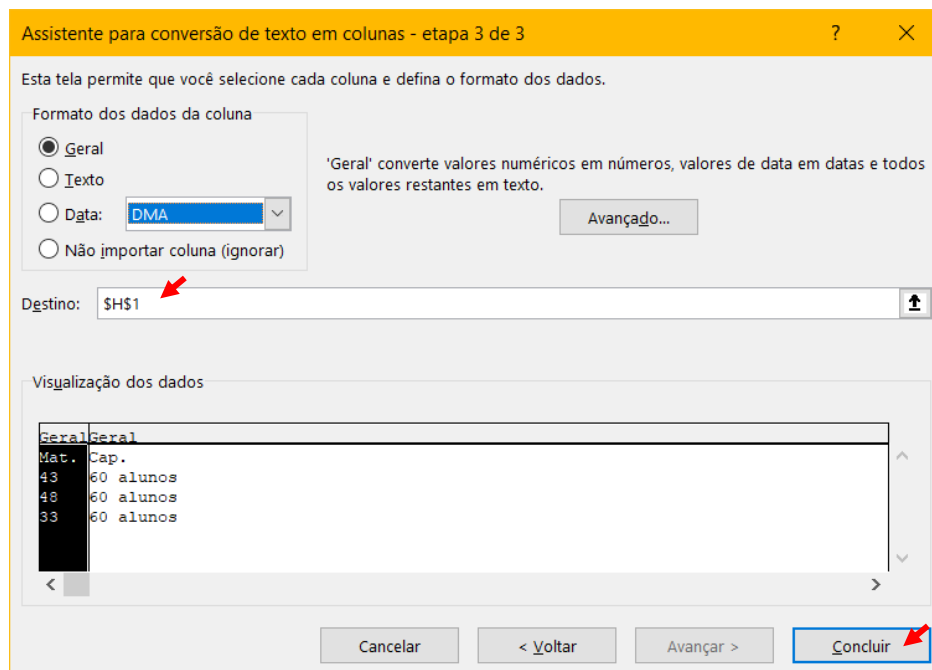 Assistente para conversão de texto em colunas - etapa 3 de 3
Esta tela permite que você selecione cada coluna e defina o formato dos dados.
Formato dos dados da coluna
Geral
Texto
Data: DMA
Não importar coluna (ignorar)
'Geral' converte valores numéricos em números, valores de data em datas e todos
os valores restantes em texto.
Avançado...
Destino: $H$1
Visualização dos dados
Geral Geral
Mat. Cap.
43 60 alunos
48 60 alunos
33 60 alunos
Cancelar < Voltar Avançar > Concluir